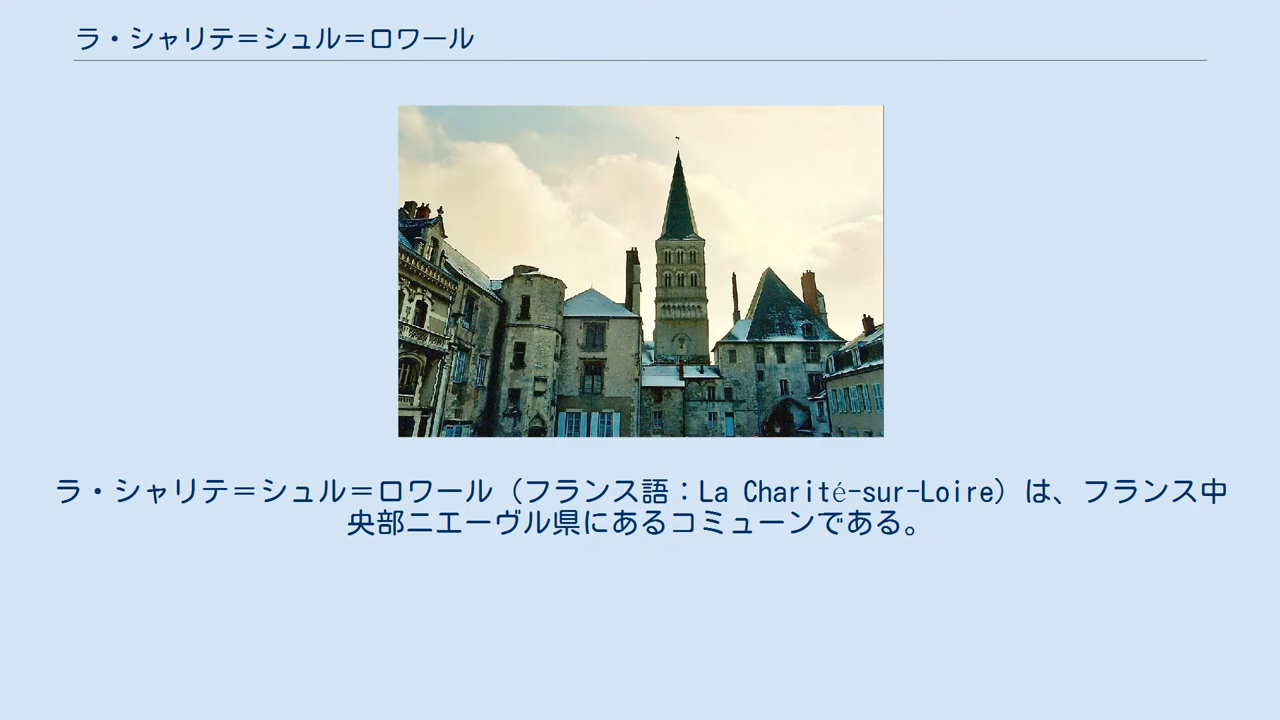 ラ・シャリテ＝シュル＝ロワール
ラ・シャリテ＝シュル＝ロワール（フランス語：La Charité-sur-Loire）は、フランス中
央部ニエーヴル県にあるコミューンである。